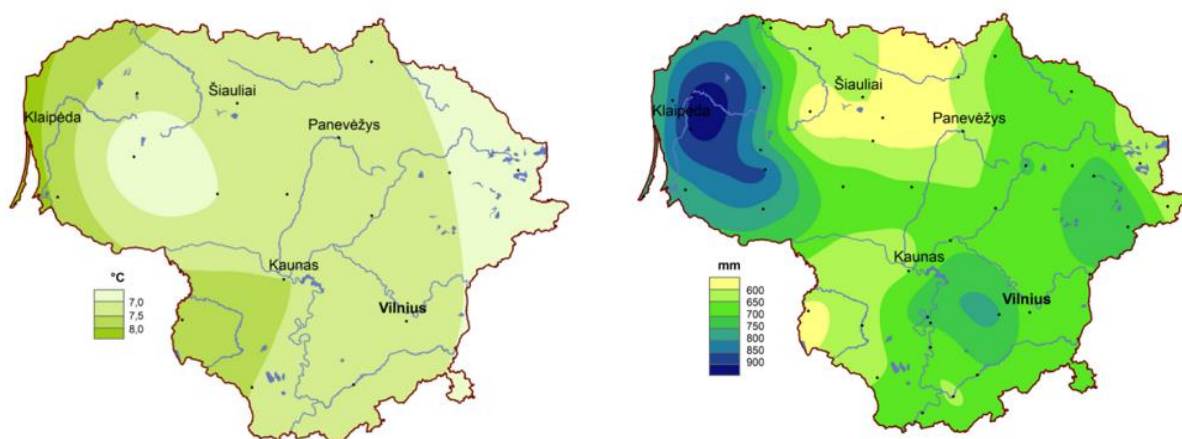 Klaipėda
Šiauliai
Panevėžys
Kaunas
Vilnius
°C
7,0
7,5
8,0
Klaipėda
Šiauliai
Panevėžys
Kaunas
Vilnius
mm
600
650
700
750
800
850
900